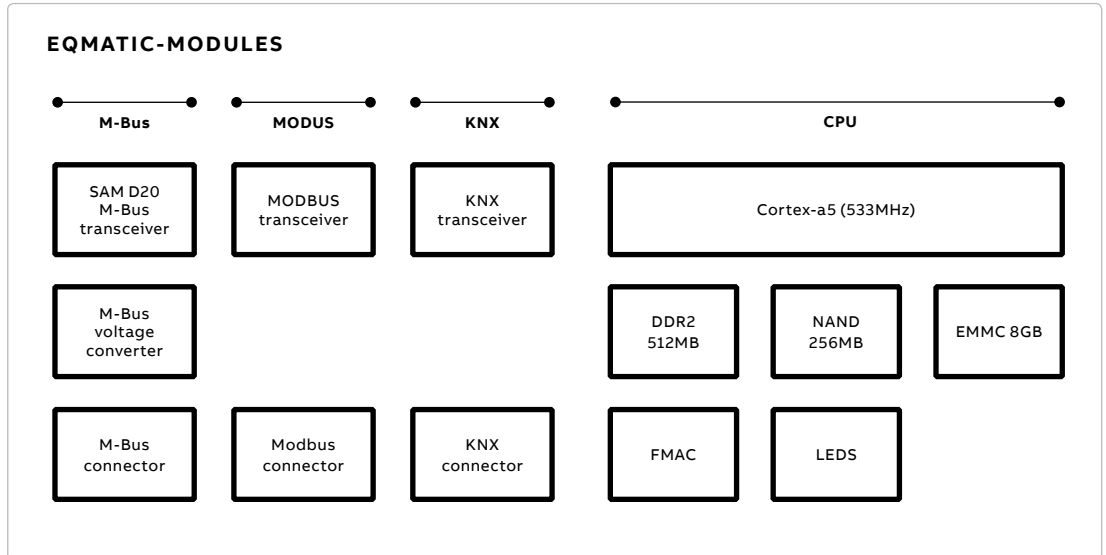 EQMATIC-MODULES
M-Bus
MODUS
KNX
CPU
SAM D20
M-Bus
transceiver
MODBUS
transceiver
KNX
transceiver
Cortex-a5 (533MHz)
M-Bus
voltage
converter
DDR2
512MB
NAND
256MB
EMMC 8GB
M-Bus
connector
Modbus
connector
KNX
connector
FMAC
LEDS